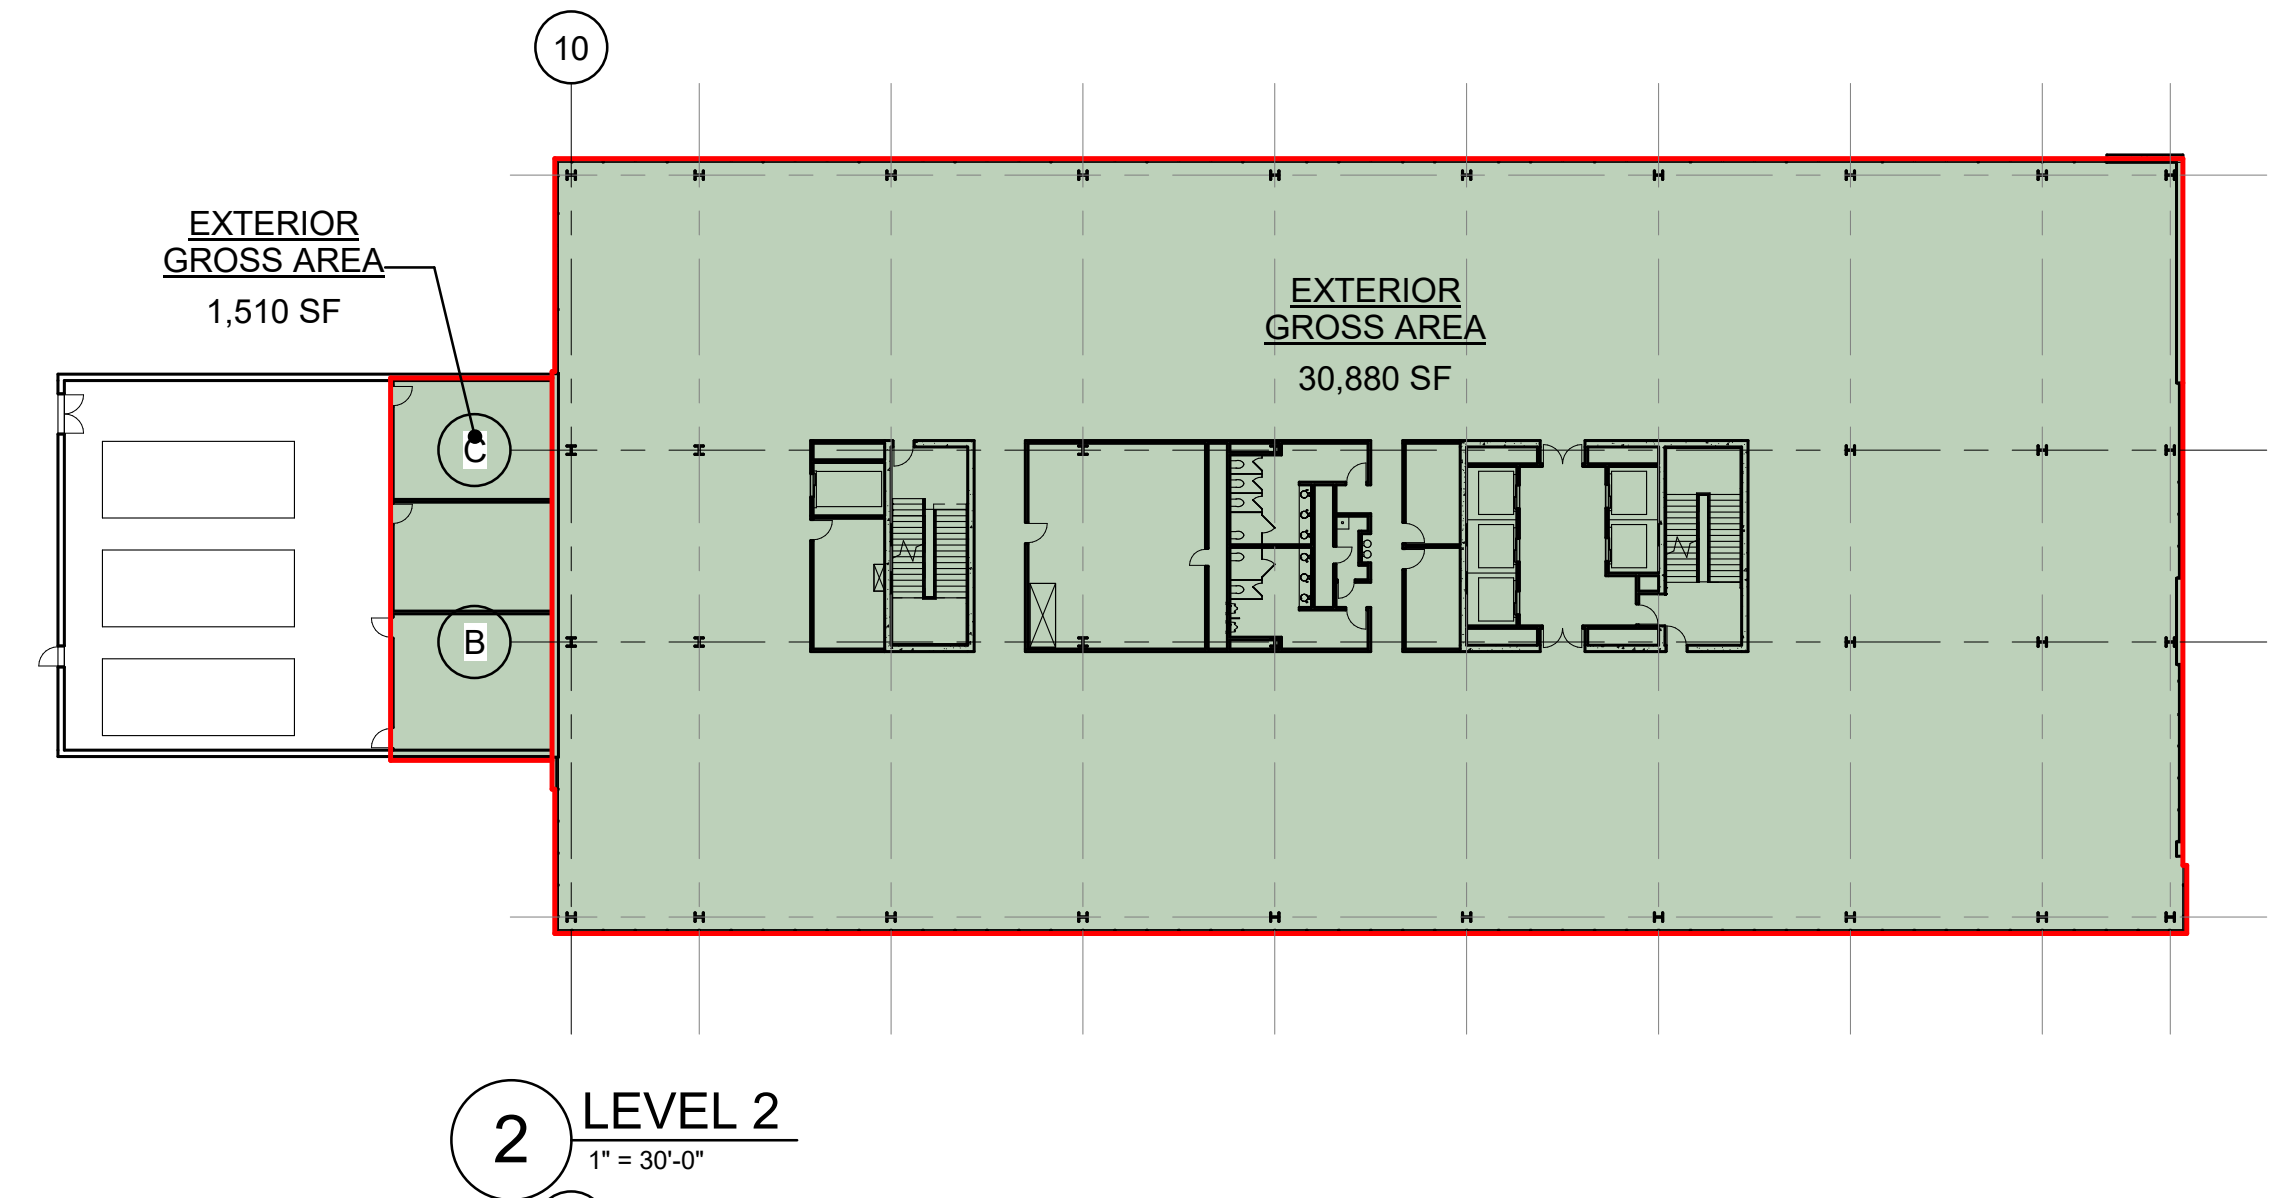 10
EXTERIOR
GROSS AREA
1,510 SF
EXTERIOR
GROSS AREA
30,880 SF
C
B
2
LEVEL 2
1" = 30'-0"